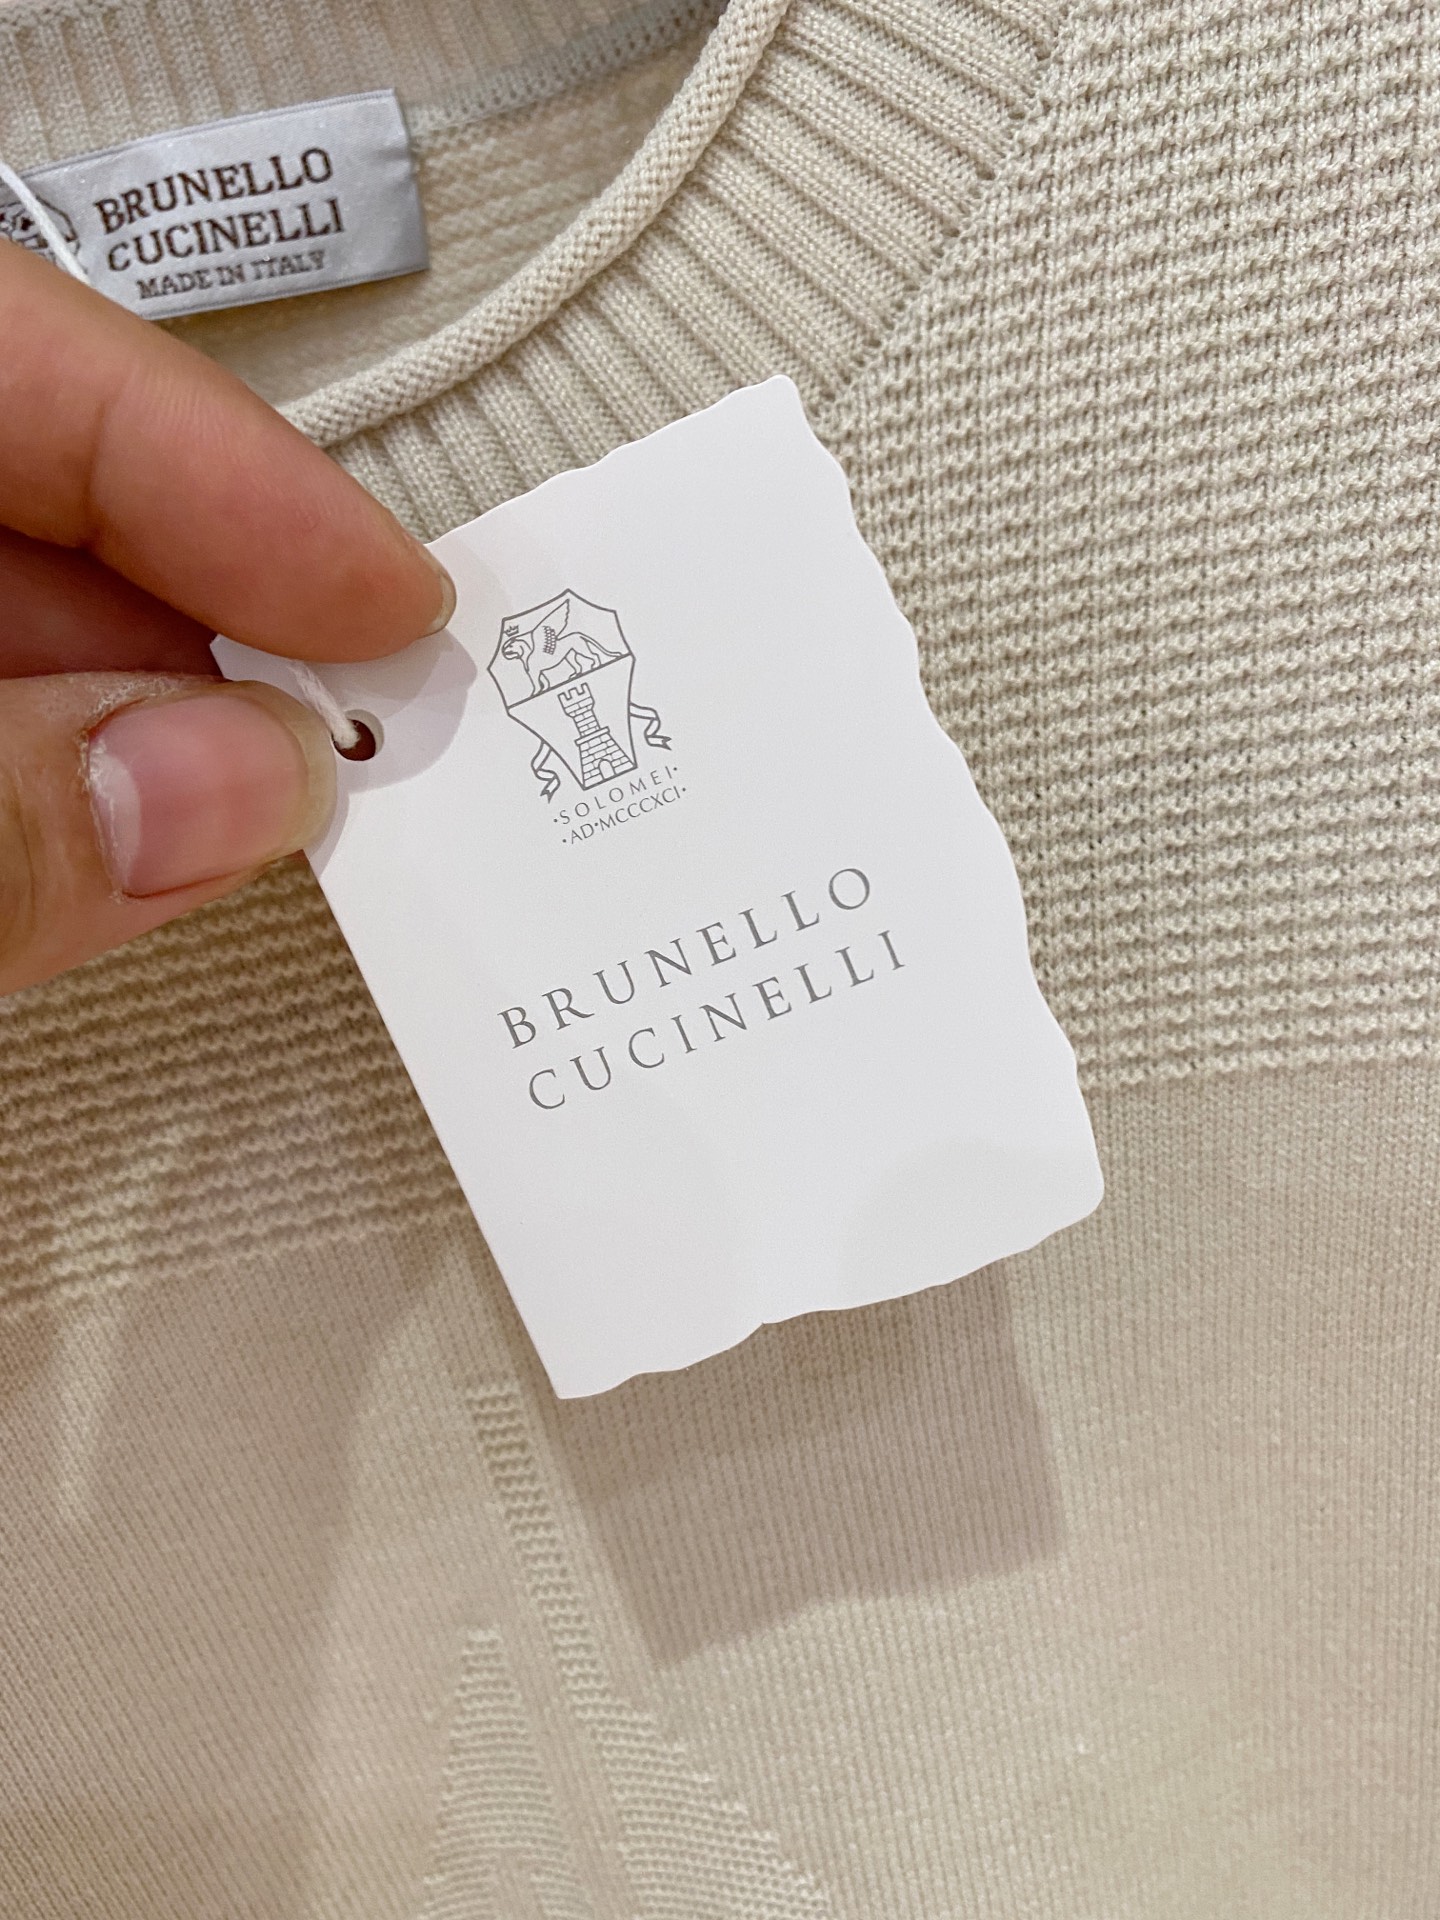 BRUNELLO
CUCINELLI
MADE IN ITALY
·SOLOMEI·
·AD·MCCCXCI·
BRUNELLO
CUCINELLI